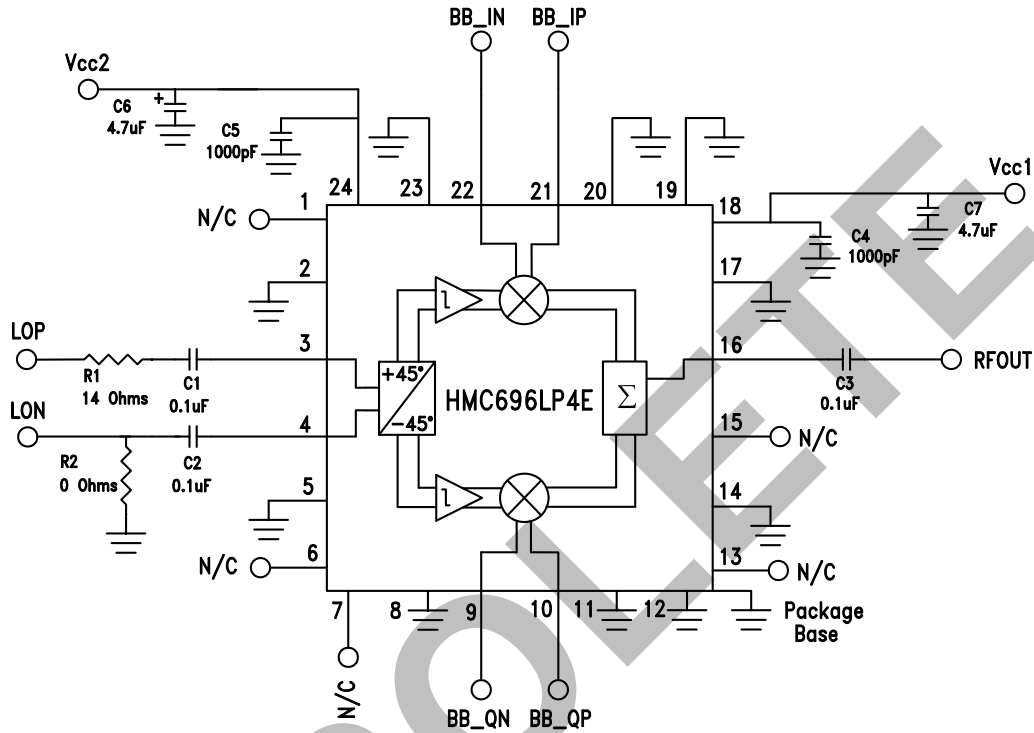 BB_IN
BB_IP
Vcc2
C6
4.7uF
+
C5
1000pF
Vcc1
C7
4.7uF
C4
1000pF
24
23
22
21
20
19
N/C
1
2
3
4
5
6
18
17
16
15
14
13
LOP
R1
14 Ohms
C1
0.1uF
LON
R2
0 Ohms
C2
0.1uF
+45°
-45°
HMC696LP4E
Σ
C3
0.1uF
RFOUT
N/C
N/C
N/C
7
8
9
10
11
12
Package
Base
N/C
BB_QN
BB_QP
OBSOLETE